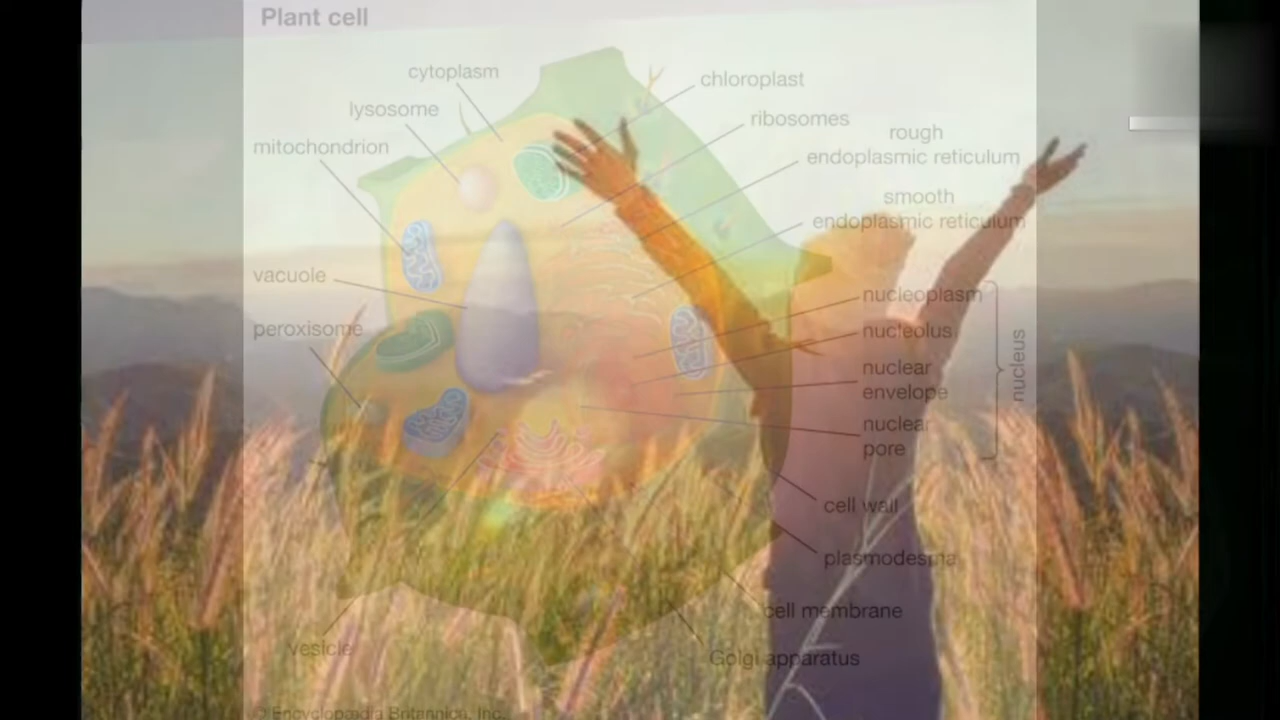 Plant cell
cytoplasm
lysosome
mitochondrion
vacuole
peroxisome
chloroplast
ribosomes
rough
endoplasmic reticulum
smooth
endoplasmic reticulum
nucleoplasm
nucleolus
nuclear
envelope
nuclear
pore
nucleus
cell wall
plasmodesma
cell membrane
Golgi apparatus
vesicle
© Encyclopædia Britannica, Inc.